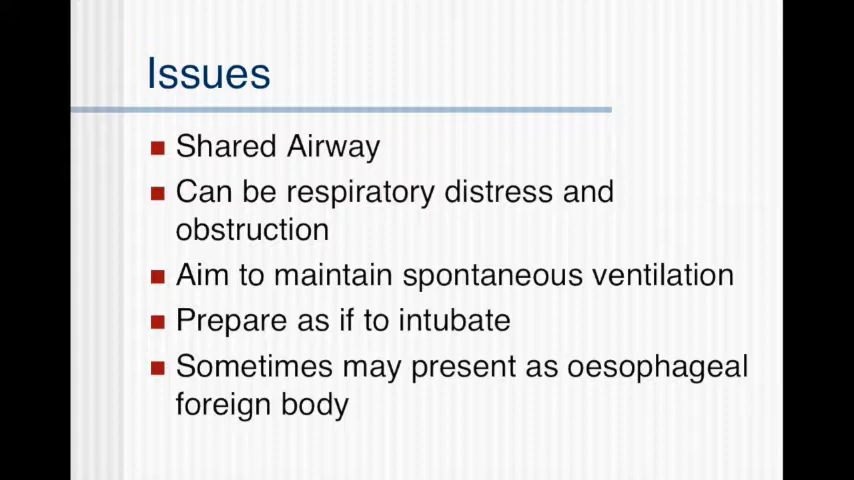 Issues
Shared Airway
Can be respiratory distress and
obstruction
Aim to maintain spontaneous ventilation
Prepare as if to intubate
Sometimes may present as oesophageal
foreign body